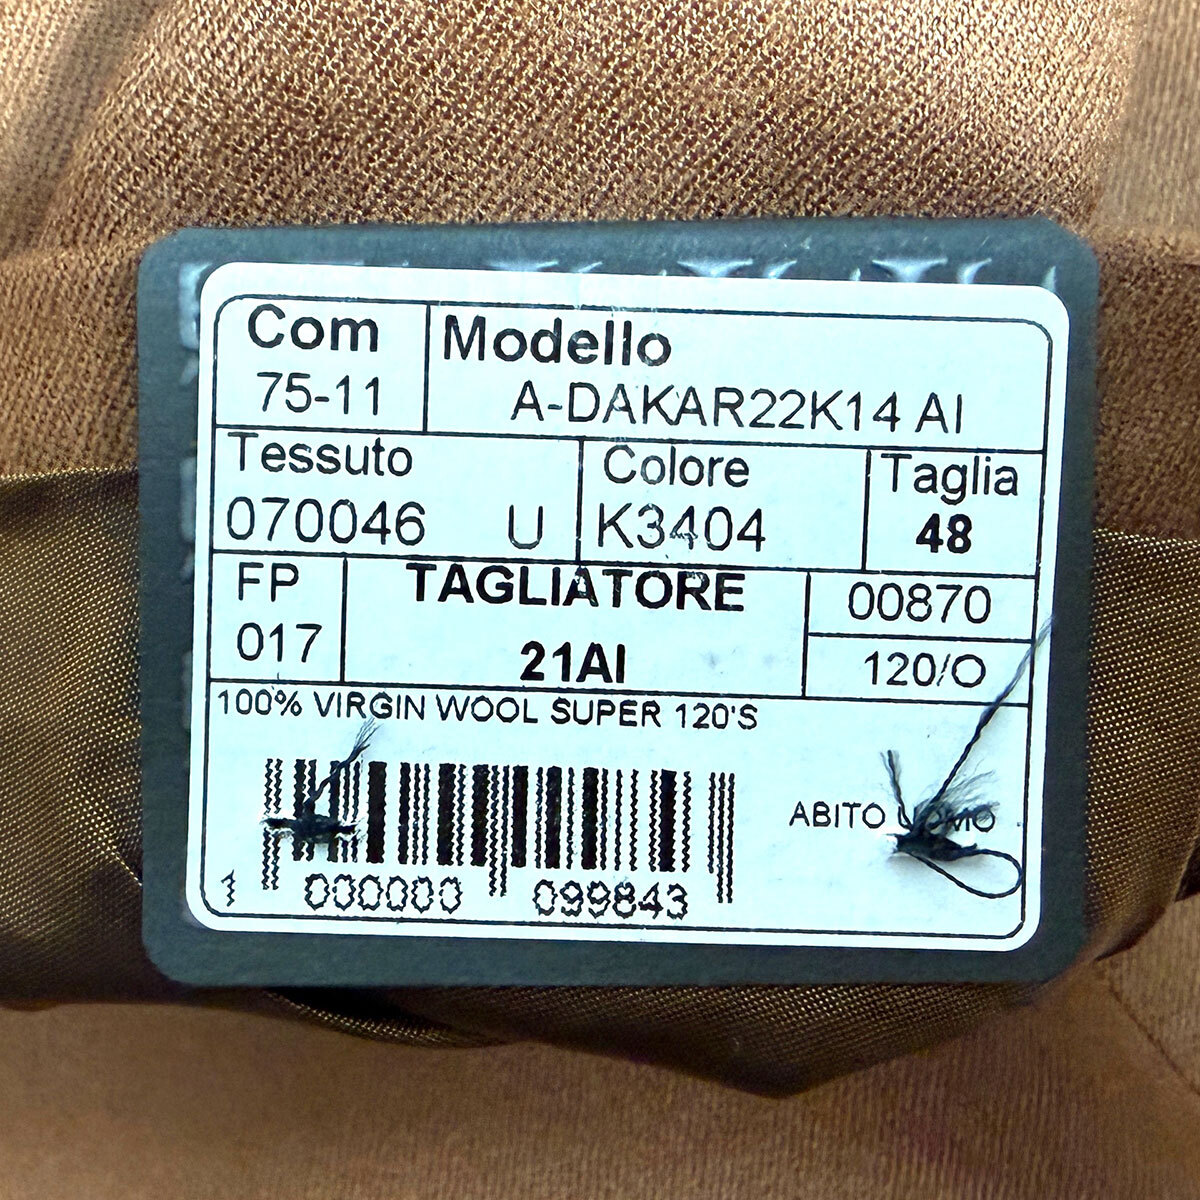 Com
75-11
Modello
A-DAKAR22K14 AI
Tessuto
070046 U
Colore
K3404
Taglia
48
FP
017
TAGLIATORE
21AI
00870
120/O
100% VIRGIN WOOL SUPER 120'S
ABITO UOMO
1 000000 099843